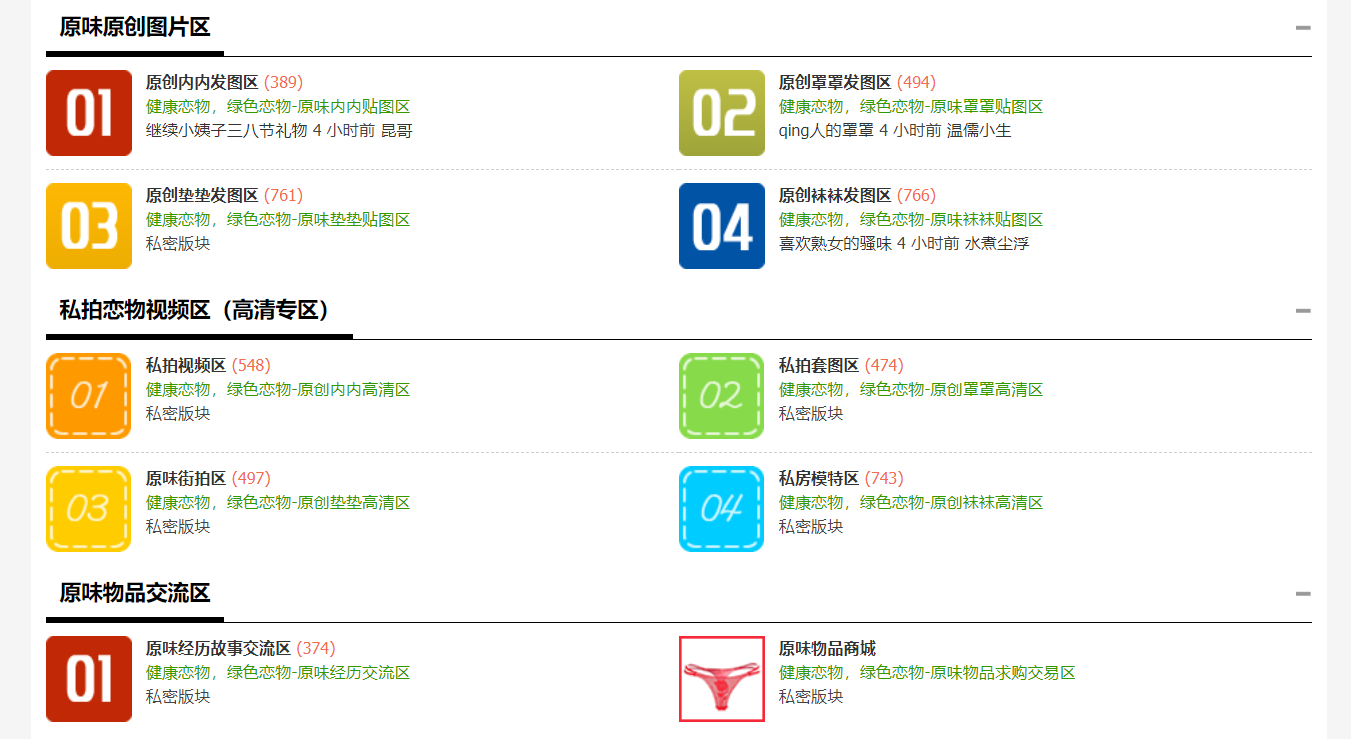 原味原创图片区
01
原创内内发图区 (389)
健康恋物，绿色恋物-原味内内贴图区
继续小姨子三八节礼物 4 小时前 昆哥
02
原创罩罩发图区 (494)
健康恋物，绿色恋物-原味罩罩贴图区
qing人的罩罩 4 小时前 温儒小生
03
原创垫垫发图区 (761)
健康恋物，绿色恋物-原味垫垫贴图区
私密版块
04
原创袜袜发图区 (766)
健康恋物，绿色恋物-原味袜袜贴图区
喜欢熟女的骚味 4 小时前 水煮尘浮
私拍恋物视频区（高清专区）
01
私拍视频区 (548)
健康恋物，绿色恋物-原创内内高清区
私密版块
02
私拍套图区 (474)
健康恋物，绿色恋物-原创罩罩高清区
私密版块
03
原味街拍区 (497)
健康恋物，绿色恋物-原创垫垫高清区
私密版块
04
私房模特区 (743)
健康恋物，绿色恋物-原创袜袜高清区
私密版块
原味物品交流区
01
原味经历故事交流区 (374)
健康恋物，绿色恋物-原味经历交流区
私密版块
原味物品商城
健康恋物，绿色恋物-原味物品求购交易区
私密版块